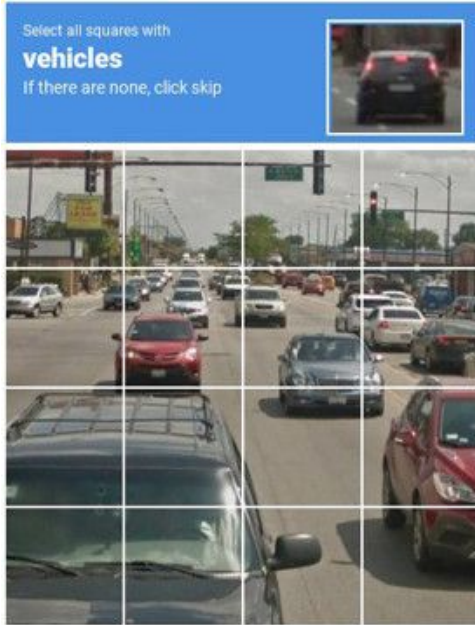 Select all squares with
vehicles
If there are none, click skip